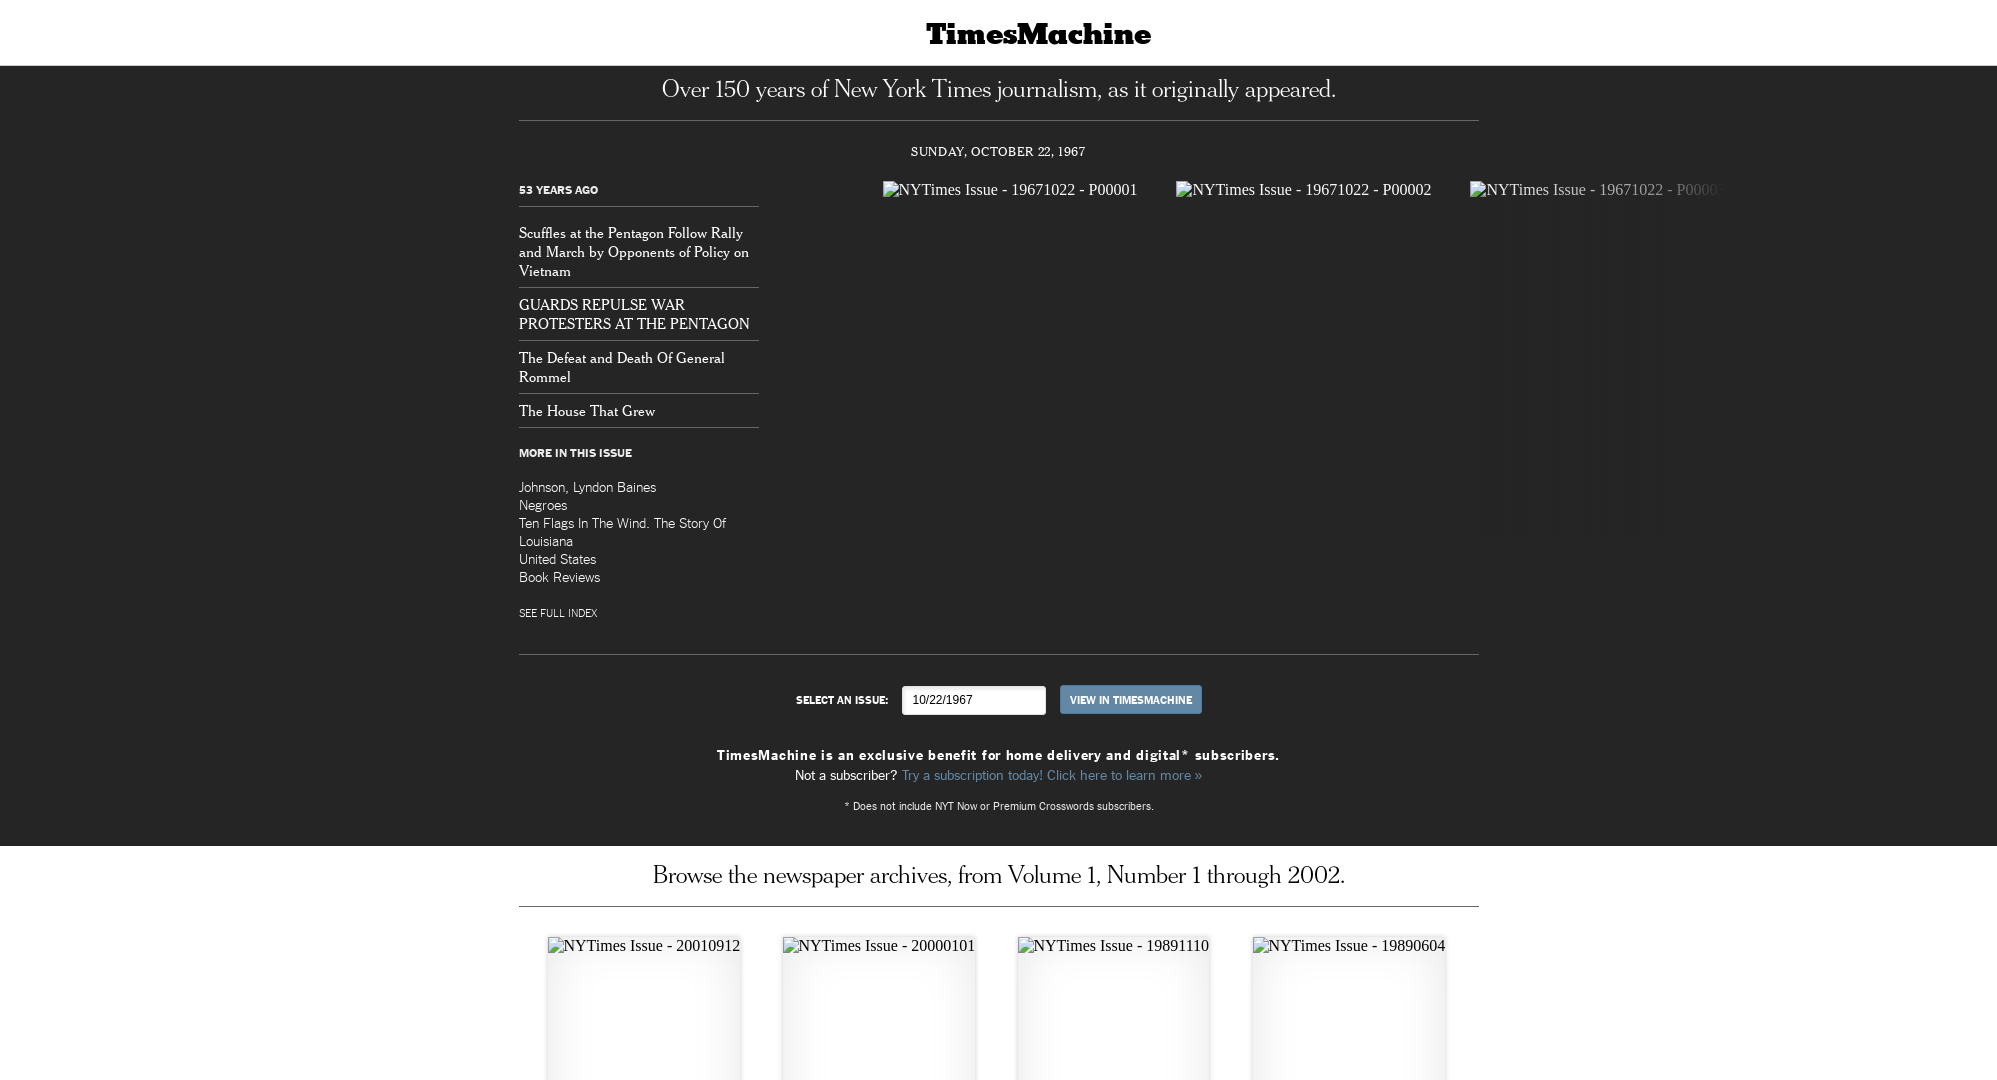 TimesMachine
Over 150 years of New York Times journalism, as it originally appeared.
SUNDAY, OCTOBER 22, 1967
53 YEARS AGO
Scuffles at the Pentagon Follow Rally
and March by Opponents of Policy on
Vietnam
GUARDS REPULSE WAR
PROTESTERS AT THE PENTAGON
The Defeat and Death Of General
Rommel
The House That Grew
MORE IN THIS ISSUE
Johnson, Lyndon Baines
Negroes
Ten Flags In The Wind. The Story Of
Louisiana
United States
Book Reviews
SEE FULL INDEX
NYTimes Issue - 19671022 - P00001
NYTimes Issue - 19671022 - P00002
NYTimes Issue - 19671022 -
SELECT AN ISSUE:
10/22/1967
VIEW IN TIMESMACHINE
TimesMachine is an exclusive benefit for home delivery and digital* subscribers.
Not a subscriber? Try a subscription today! Click here to learn more »
* Does not include NYT Now or Premium Crosswords subscribers.
Browse the newspaper archives, from Volume 1, Number 1 through 2002.
NYTimes Issue - 20010912
NYTimes Issue - 20000101
NYTimes Issue - 19891110
NYTimes Issue - 19890604